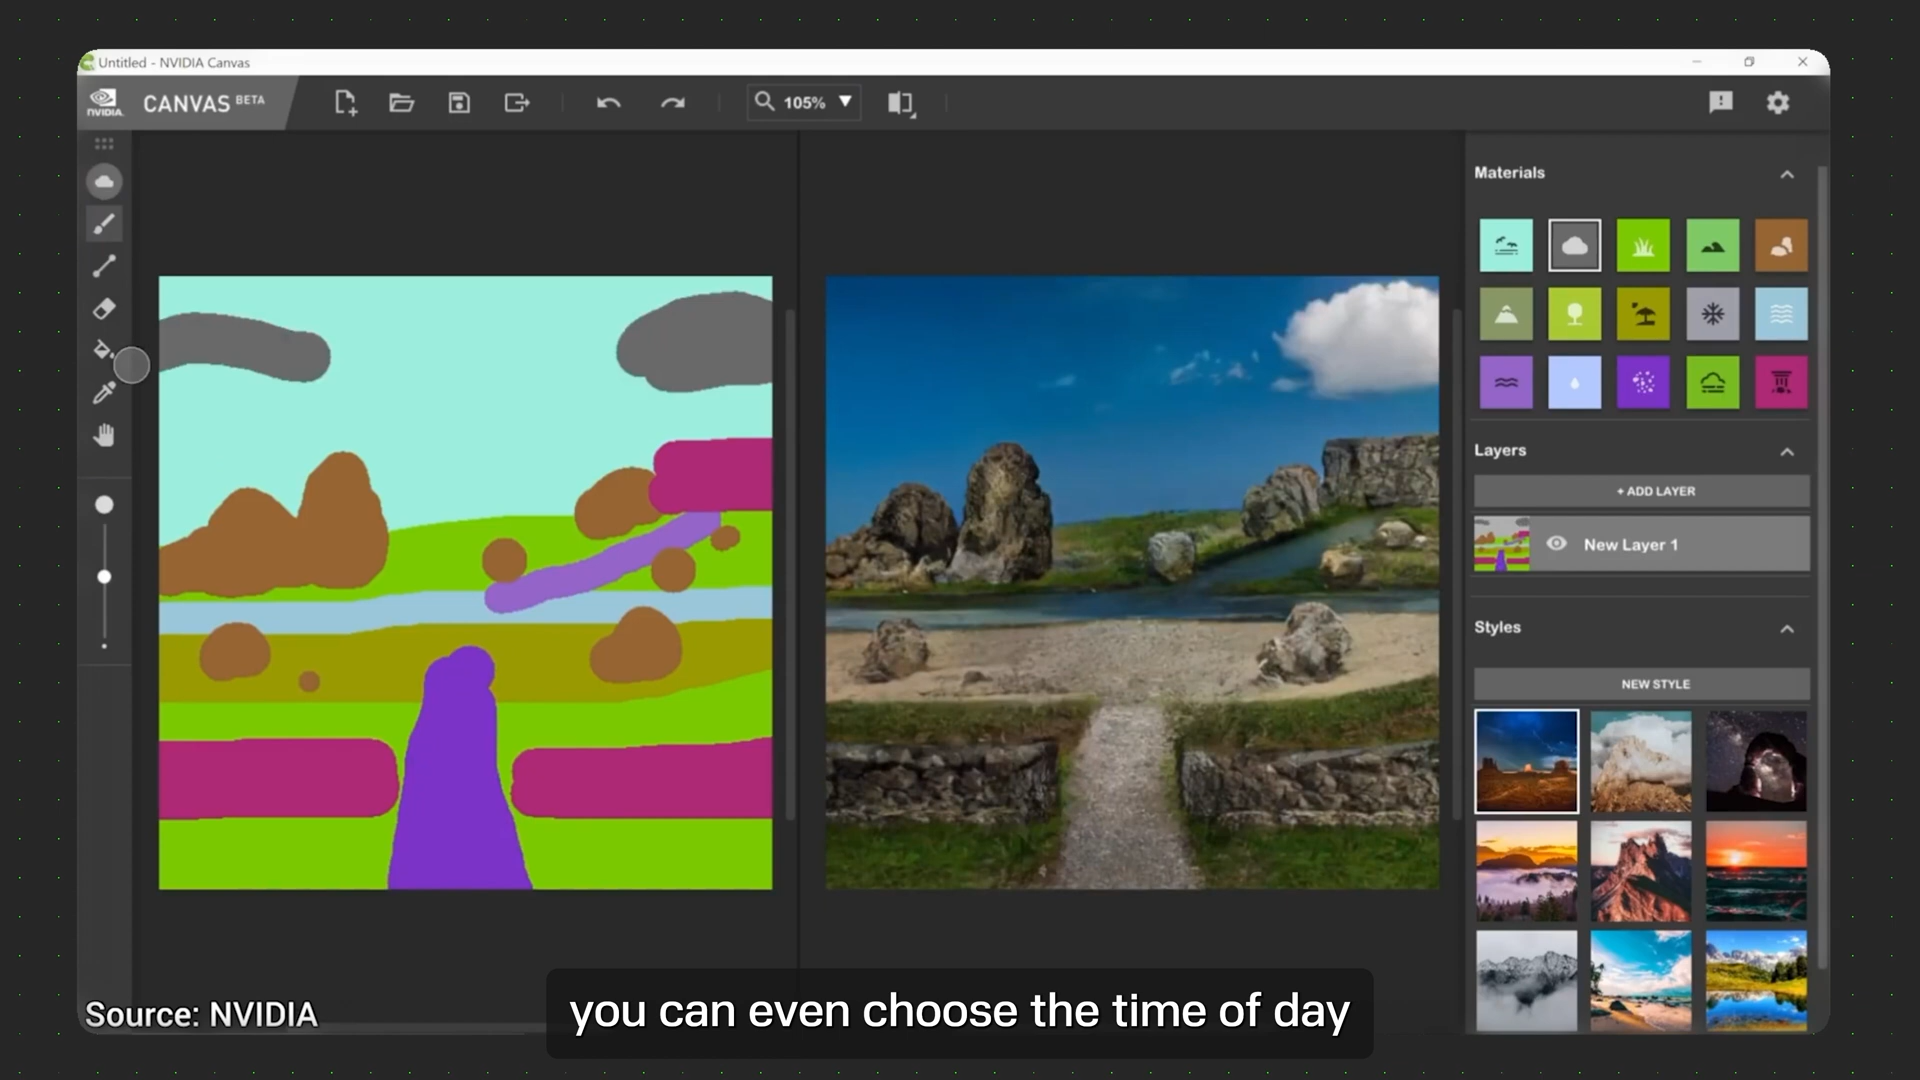 Untitled - NVIDIA Canvas
NVIDIA.
CANVAS BETA
105%
Materials
Layers
+ ADD LAYER
New Layer 1
Styles
NEW STYLE
Source: NVIDIA
you can even choose the time of day